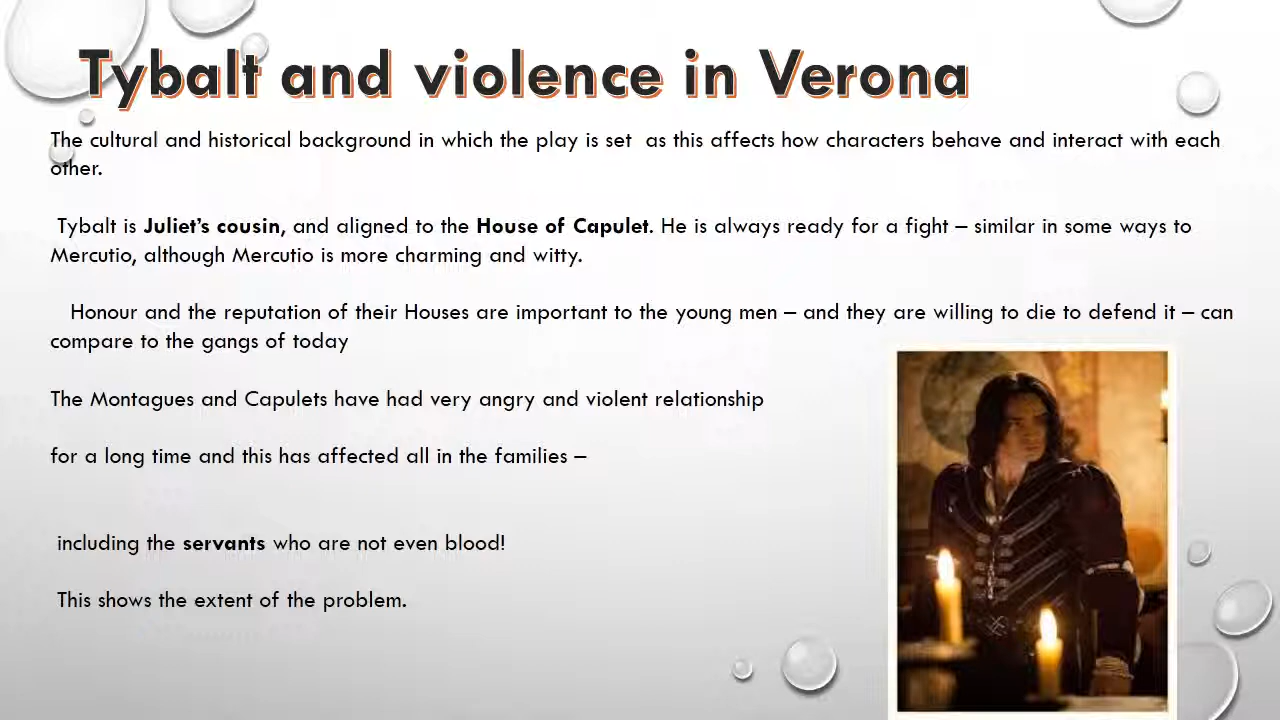 Tybalt and violence in Verona
The cultural and historical background in which the play is set  as this affects how characters behave and interact with each
other.
Tybalt is Juliet’s cousin, and aligned to the House of Capulet. He is always ready for a fight – similar in some ways to
Mercutio, although Mercutio is more charming and witty.
Honour and the reputation of their Houses are important to the young men – and they are willing to die to defend it – can
compare to the gangs of today
The Montagues and Capulets have had very angry and violent relationship
for a long time and this has affected all in the families –
including the servants who are not even blood!
This shows the extent of the problem.